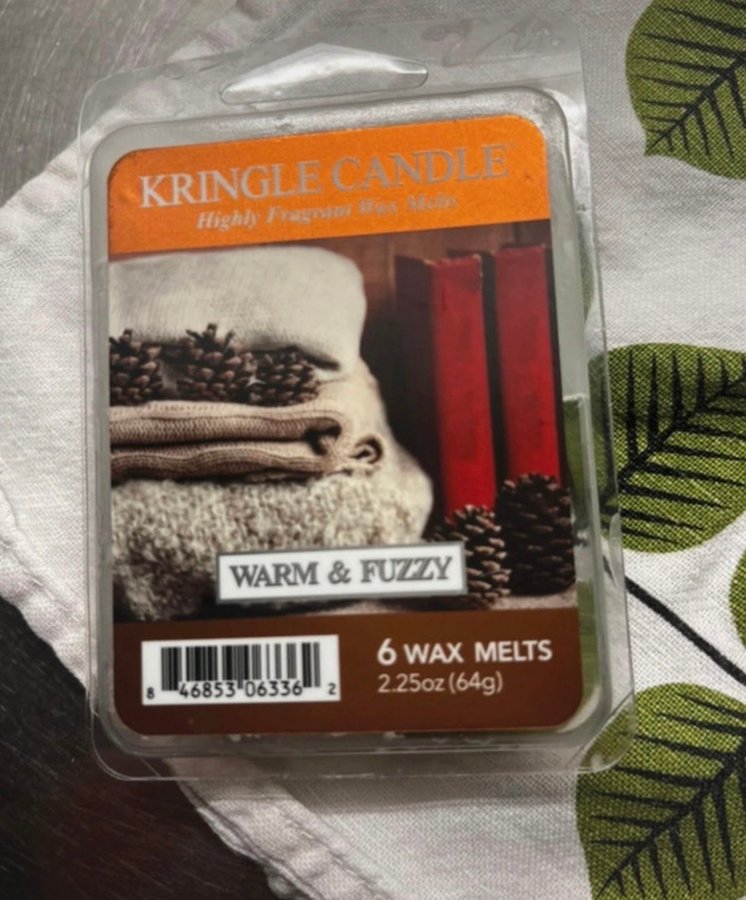 KRINGLE CANDLE
Highly Fragrant Wax Melts
WARM & FUZZY
8 46853 06336 2
6 WAX MELTS
2.25oz (64g)